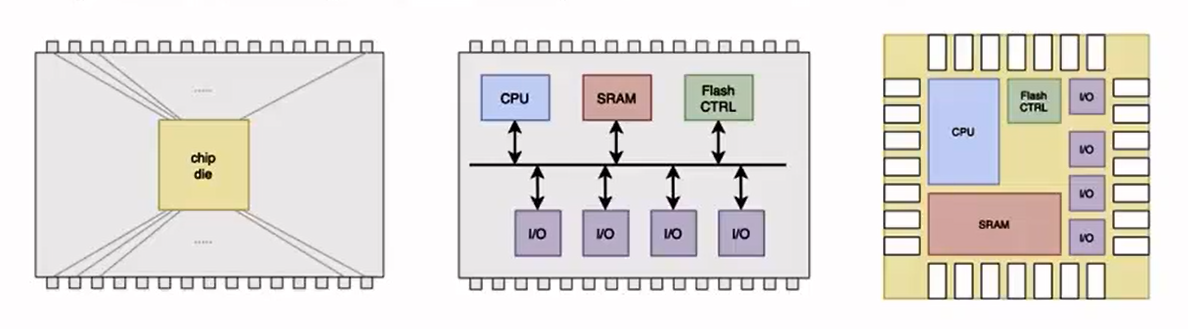 .....
chip
die
.....
CPU
SRAM
Flash
CTRL
I/O
I/O
I/O
I/O
CPU
Flash
CTRL
I/O
I/O
I/O
SRAM
I/O